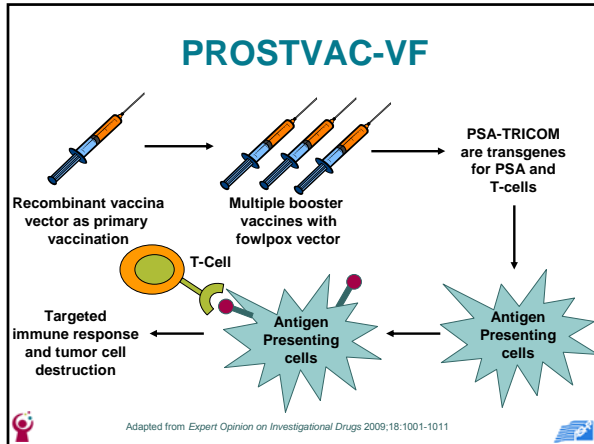 PROSTVAC-VF
Recombinant vaccina
vector as primary
vaccination
Multiple booster
vaccines with
fowlpox vector
PSA-TRICOM
are transgenes
for PSA and
T-cells
Antigen
Presenting
cells
Antigen
Presenting
cells
T-Cell
Targeted
immune response
and tumor cell
destruction
Adapted from Expert Opinion on Investigational Drugs 2009;18:1001-1011